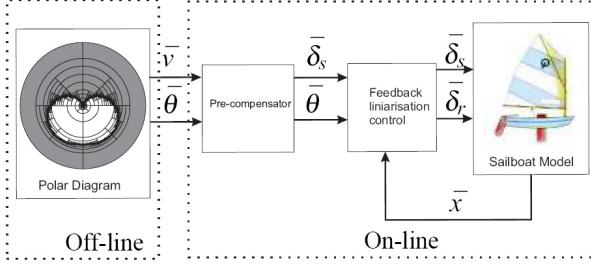 v̄
θ̄
Polar Diagram
Off-line
Pre-compensator
δ̄ₛ
θ̄
Feedback
liniarisation
control
δ̄ₛ
δ̄ᵣ
Sailboat Model
x̄
On-line